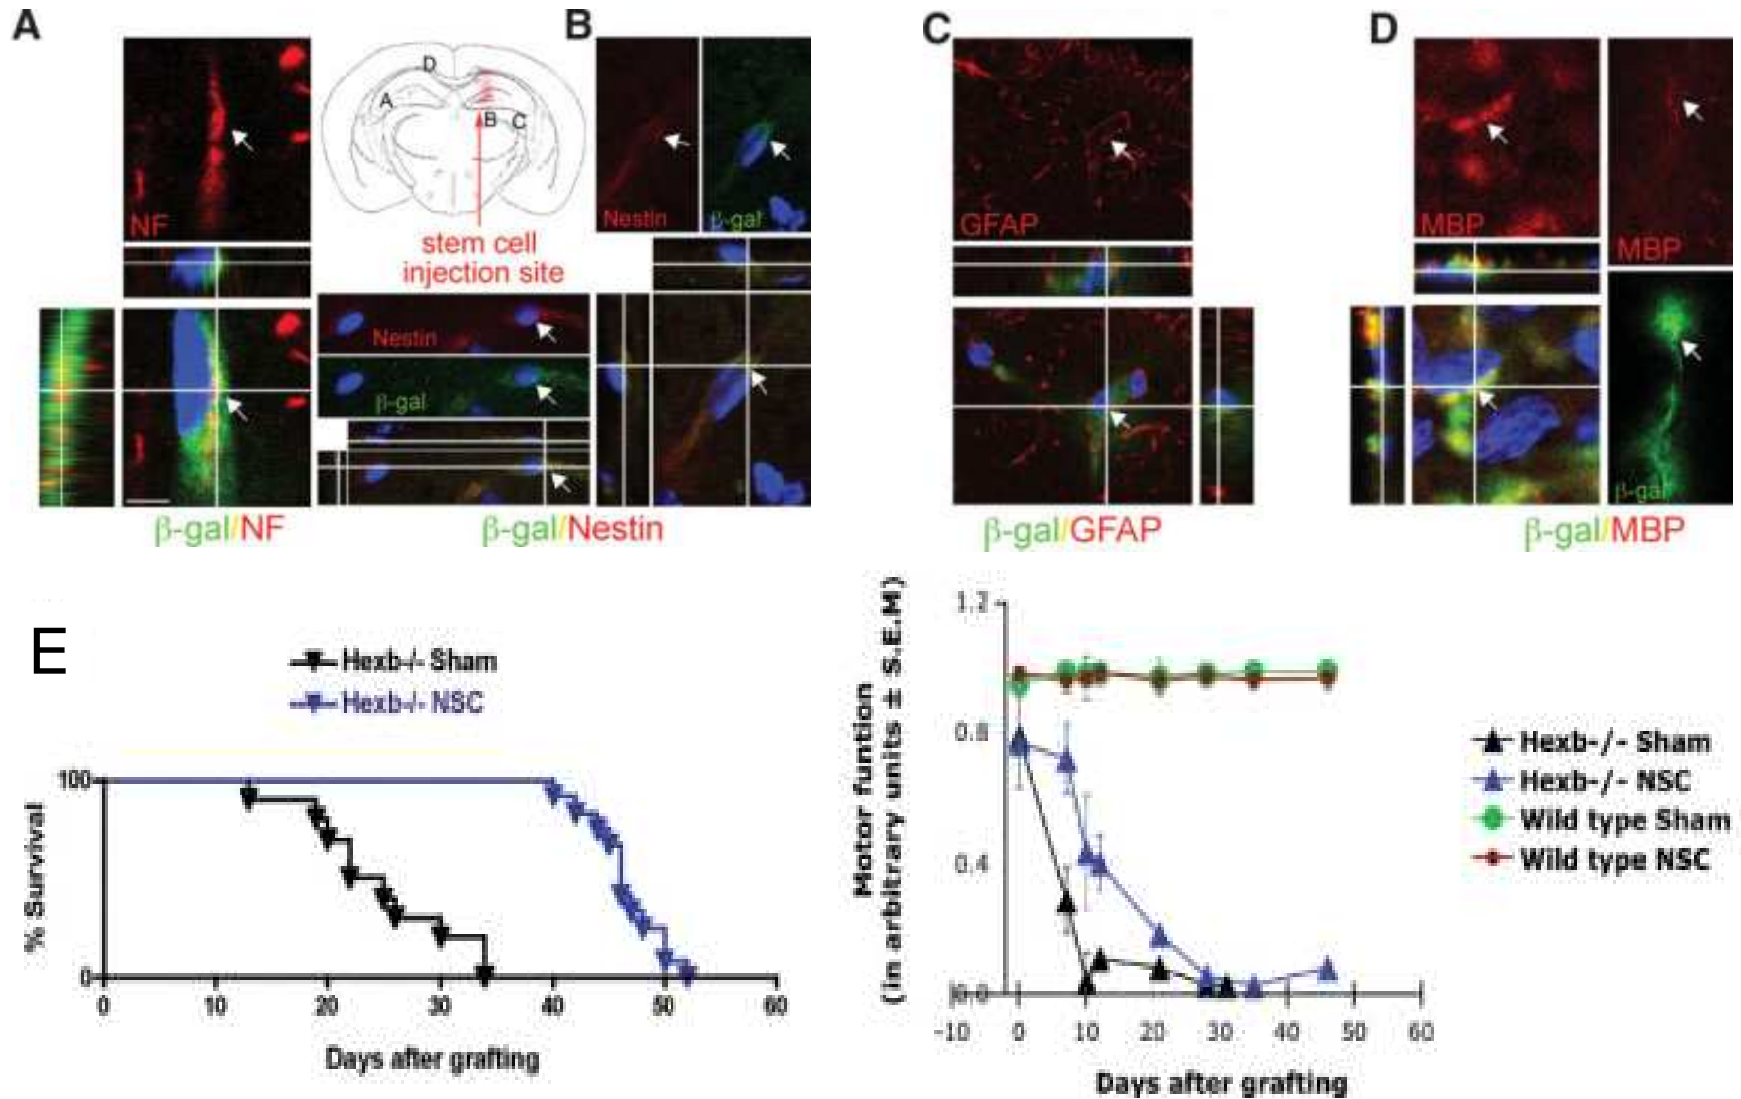 A
B
C
D
NF
D
A
B
C
stem cell
injection site
Nestin
β-gal
Nestin
β-gal
GFAP
MBP
MBP
β-gal
β-gal/NF
β-gal/Nestin
β-gal/GFAP
β-gal/MBP
E
Hexb-/- Sham
Hexb-/- NSC
% Survival
100
0
0
10
20
30
40
50
60
Days after grafting
Motor funtion
(in arbitrary units ± S.E.M)
1.2
0.8
0.4
0.0
-10
0
10
20
30
40
50
60
Days after grafting
Hexb-/- Sham
Hexb-/- NSC
Wild type Sham
Wild type NSC